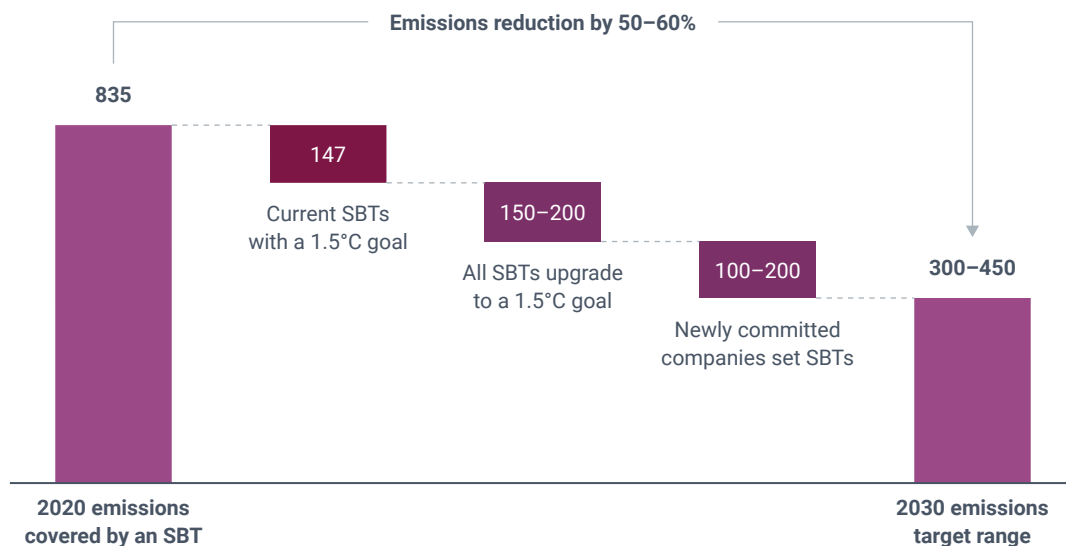 Emissions reduction by 50–60%
835
147
Current SBTs
with a 1.5°C goal
150–200
All SBTs upgrade
to a 1.5°C goal
100–200
Newly committed
companies set SBTs
300–450
2020 emissions
covered by an SBT
2030 emissions
target range